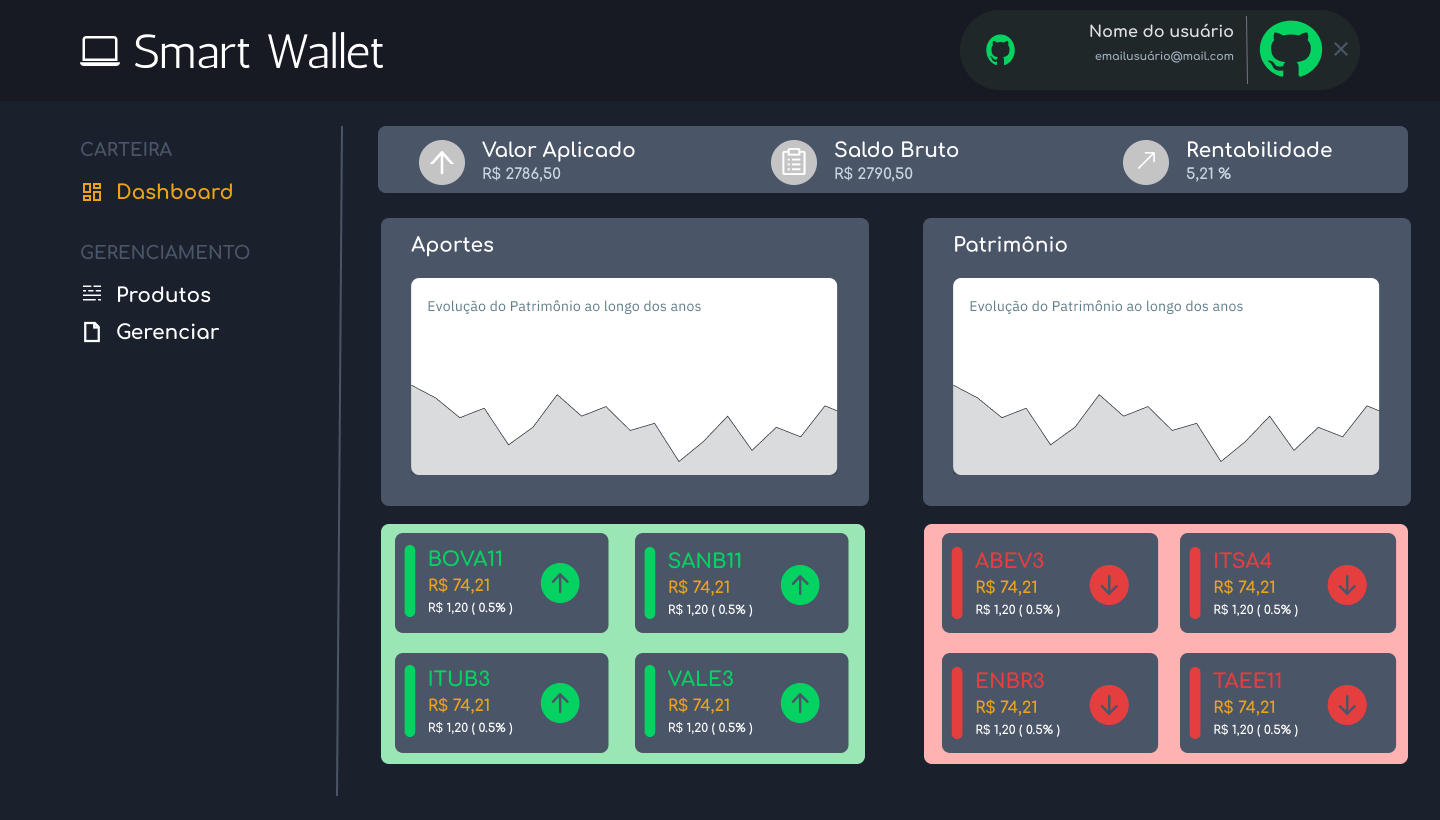 Smart Wallet
Nome do usuário
emailusuário@mail.com
CARTEIRA
Dashboard
GERENCIAMENTO
Produtos
Gerenciar
Valor Aplicado
R$ 2786,50
Saldo Bruto
R$ 2790,50
Rentabilidade
5,21 %
Aportes
Evolução do Patrimônio ao longo dos anos
Patrimônio
Evolução do Patrimônio ao longo dos anos
BOVA11
R$ 74,21
R$ 1,20 ( 0.5% )
SANB11
R$ 74,21
R$ 1,20 ( 0.5% )
ITUB3
R$ 74,21
R$ 1,20 ( 0.5% )
VALE3
R$ 74,21
R$ 1,20 ( 0.5% )
ABEV3
R$ 74,21
R$ 1,20 ( 0.5% )
ITSA4
R$ 74,21
R$ 1,20 ( 0.5% )
ENBR3
R$ 74,21
R$ 1,20 ( 0.5% )
TAEE11
R$ 74,21
R$ 1,20 ( 0.5% )